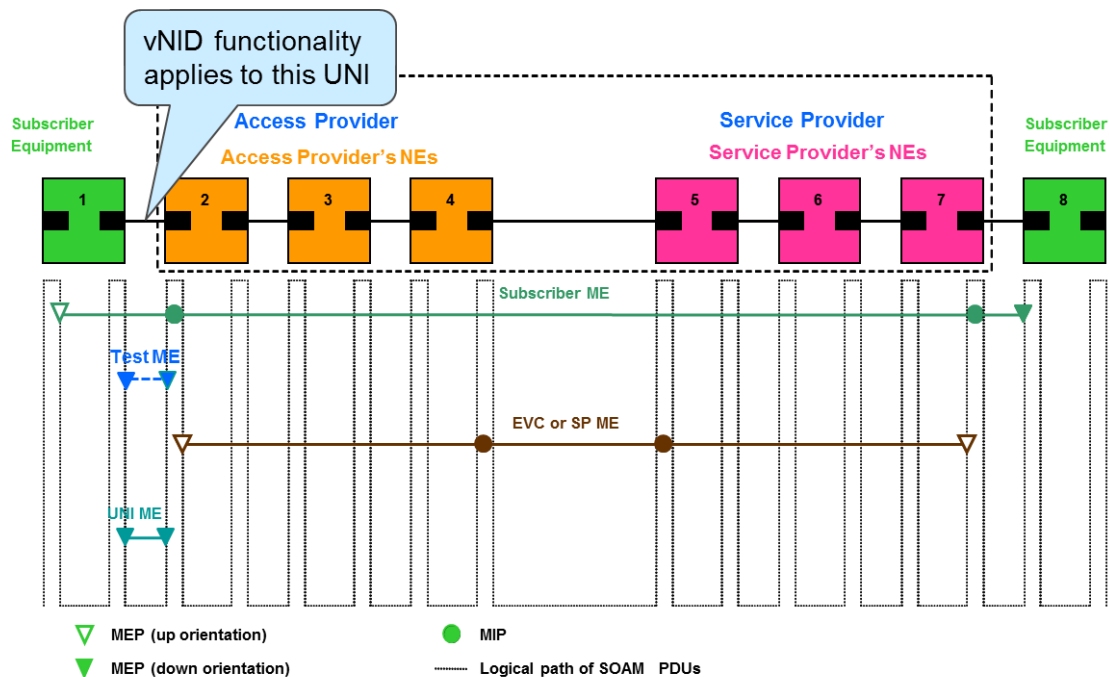 vNID functionality
applies to this UNI
Subscriber
Equipment
Access Provider
Access Provider's NEs
Service Provider
Service Provider's NEs
Subscriber
Equipment
1
2
3
4
5
6
7
8
Subscriber ME
Test ME
EVC or SP ME
UNI ME
MEP (up orientation)
MIP
MEP (down orientation)
Logical path of SOAM PDUs